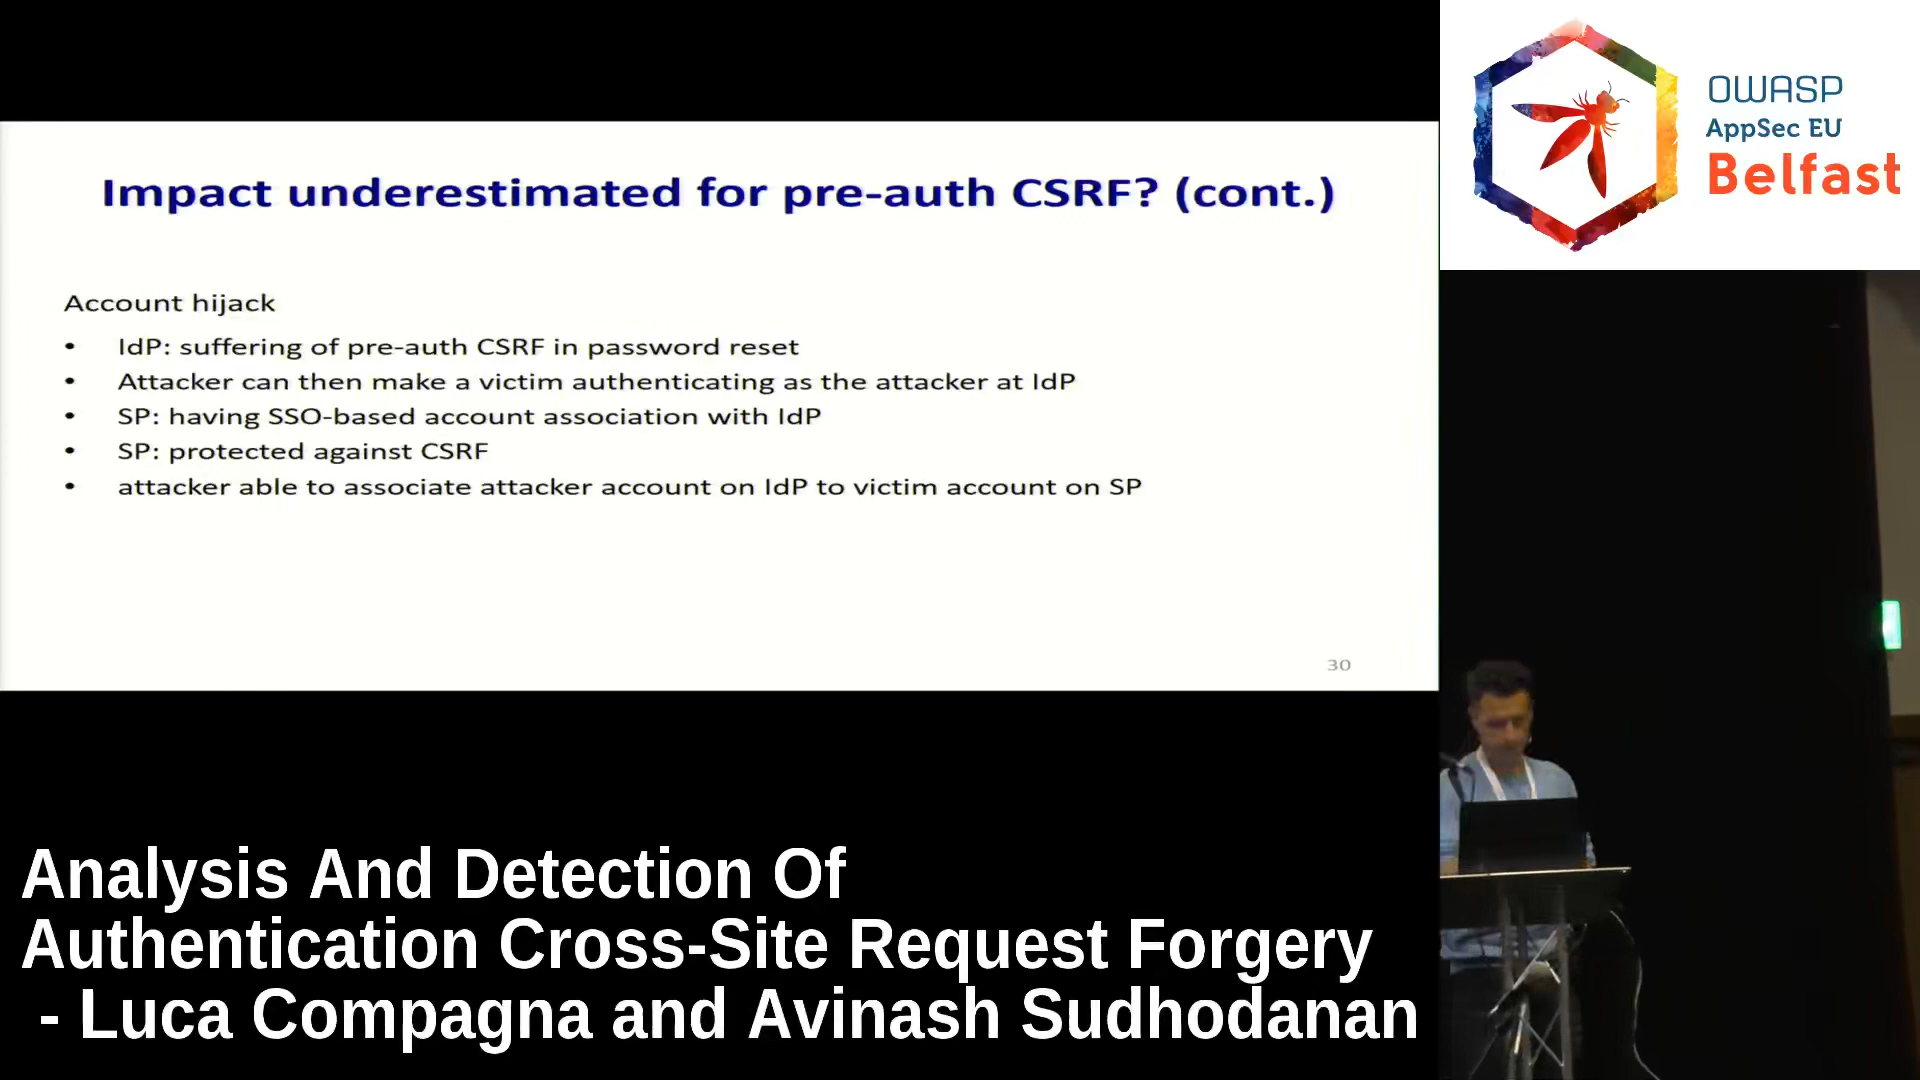 Impact underestimated for pre-auth CSRF? (cont.)
Account hijack
• IdP: suffering of pre-auth CSRF in password reset
• Attacker can then make a victim authenticating as the attacker at IdP
• SP: having SSO-based account association with IdP
• SP: protected against CSRF
• attacker able to associate attacker account on IdP to victim account on SP
30
OWASP
AppSec EU
Belfast
Analysis And Detection Of
Authentication Cross-Site Request Forgery
- Luca Compagna and Avinash Sudhodanan